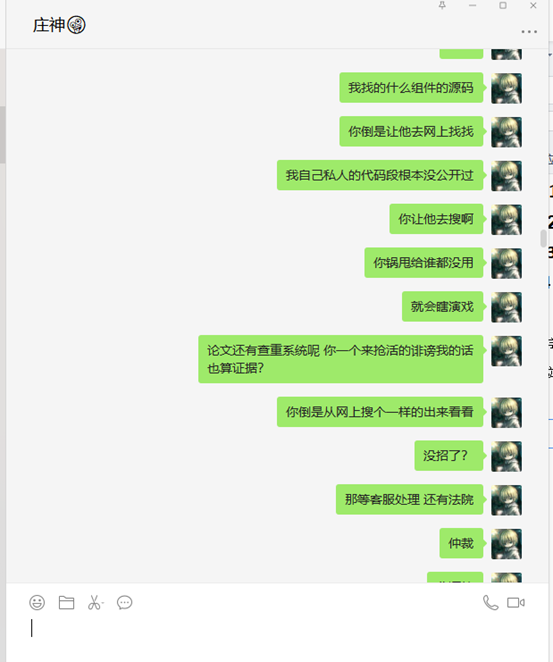 庄神
我找的什么组件的源码
你倒是让他去网上找找
我自己私人的代码段根本没公开过
你让他去搜啊
你锅甩给谁都没用
就会瞎演戏
论文还有查重系统呢 你一个来抢活的诽谤我的话
也算证据？
你倒是从网上搜个一样的出来看看
没招了？
那等客服处理 还有法院
仲裁